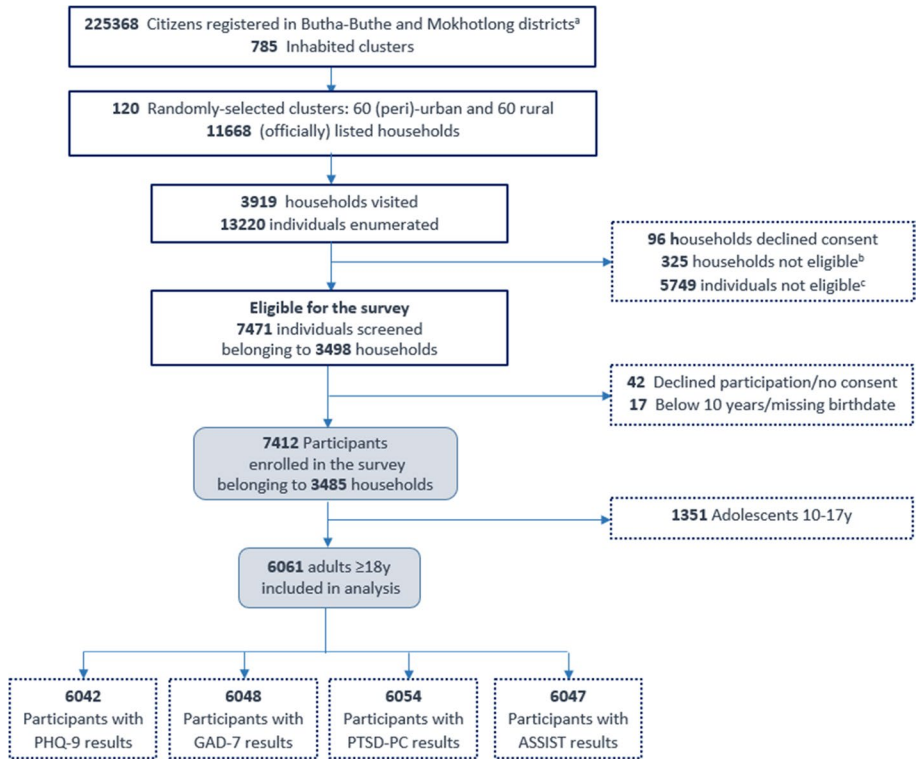 225368 Citizens registered in Butha-Buthe and Mokhotlong districtsᵃ
785 Inhabited clusters
120 Randomly-selected clusters: 60 (peri)-urban and 60 rural
11668 (officially) listed households
3919 households visited
13220 individuals enumerated
96 households declined consent
325 households not eligibleᵇ
5749 individuals not eligibleᶜ
Eligible for the survey
7471 individuals screened
belonging to 3498 households
42 Declined participation/no consent
17 Below 10 years/missing birthdate
7412 Participants
enrolled in the survey
belonging to 3485 households
1351 Adolescents 10-17y
6061 adults ≥18y
included in analysis
6042
Participants with
PHQ-9 results
6048
Participants with
GAD-7 results
6054
Participants with
PTSD-PC results
6047
Participants with
ASSIST results